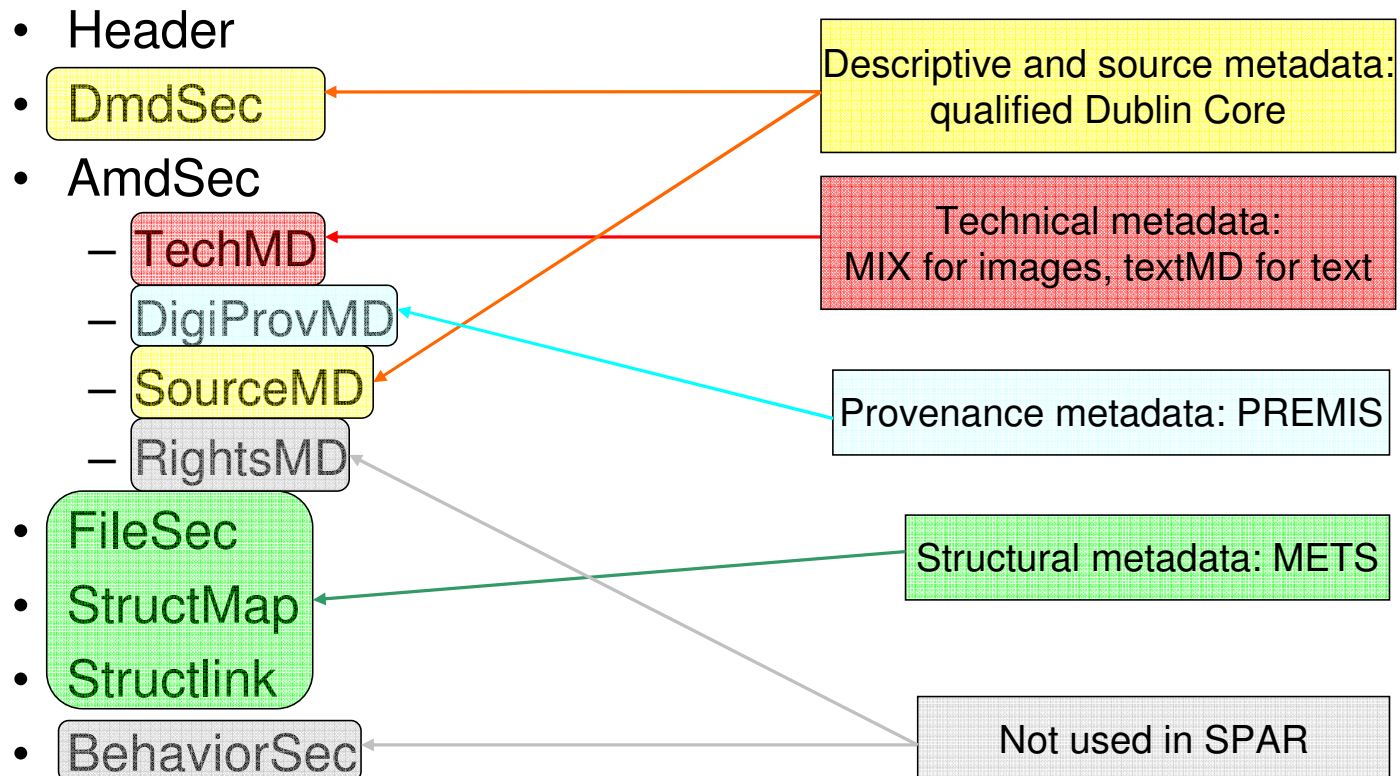 • Header
• DmdSec
• AmdSec
– TechMD
– DigiProvMD
– SourceMD
– RightsMD
• FileSec
• StructMap
• Structlink
• BehaviorSec
Descriptive and source metadata:
qualified Dublin Core
Technical metadata:
MIX for images, textMD for text
Provenance metadata: PREMIS
Structural metadata: METS
Not used in SPAR